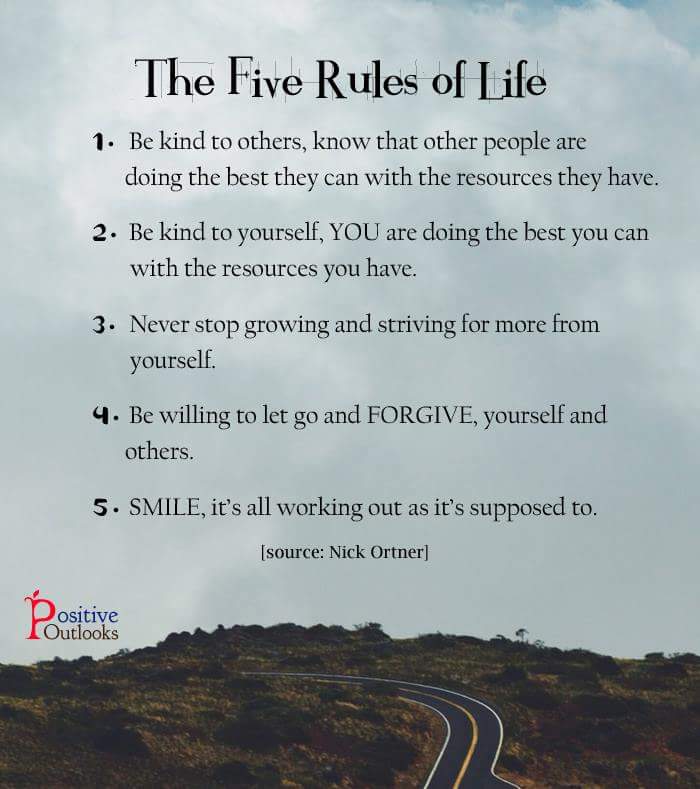 The Five Rules of Life
1. Be kind to others, know that other people are
doing the best they can with the resources they have.
2. Be kind to yourself, YOU are doing the best you can
with the resources you have.
3. Never stop growing and striving for more from
yourself.
4. Be willing to let go and FORGIVE, yourself and
others.
5. SMILE, it's all working out as it's supposed to.
[source: Nick Ortner]
Positive
Outlooks